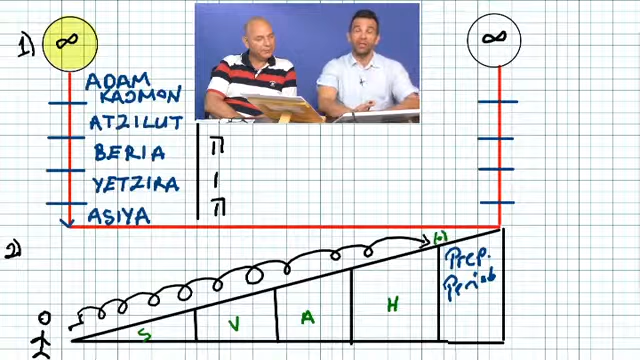 1)
∞
∞
ADAM
KADMON
ATZILUT
BERIA
YETZIRA
ASIYA
2)
(+)
Prep.
Period
S
V
A
H